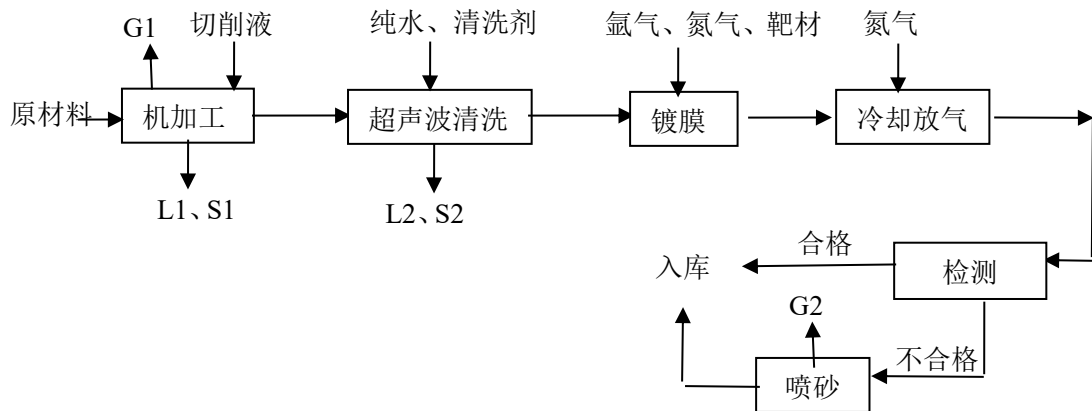 G1
切削液
纯水、清洗剂
氩气、氮气、靶材
氮气
原材料
机加工
超声波清洗
镀膜
冷却放气
L1、S1
L2、S2
合格
入库
检测
G2
不合格
喷砂